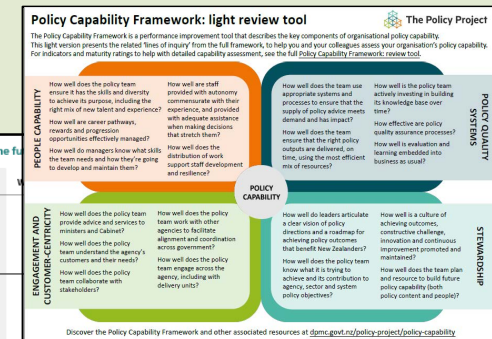 Policy Capability Framework: light review tool
The Policy Project
The Policy Capability Framework is a performance improvement tool that describes the key components of organisational policy capability.
This light version presents the related 'lines of inquiry' from the full framework, to help you and your colleagues assess your organisation's policy capability.
For indicators and maturity ratings to help with detailed capability assessment, see the full Policy Capability Framework: review tool.
PEOPLE CAPABILITY
How well does the policy team
ensure it has the skills and diversity
to achieve its purpose, including the
right mix of new talent and experience?
How well are career pathways,
rewards and progression
opportunities effectively managed?
How well do managers know what skills
the team needs and how they're going
to develop and maintain them?
How well are staff
provided with autonomy
commensurate with their
experience, and provided
with adequate assistance
when making decisions
that stretch them?
How well does the
distribution of work
support staff development
and resilience?
How well does the team use
appropriate systems and
processes to ensure that the
supply of policy advice meets
demand and has impact?
How well does the team
ensure that the right policy
outputs are delivered, on
time, using the most efficient
mix of resources?
How well is the policy team
actively investing in building
its knowledge base over
time?
How effective are policy
quality assurance processes?
How well is evaluation and
learning embedded into
business as usual?
POLICY QUALITY
SYSTEMS
POLICY
CAPABILITY
ENGAGEMENT AND
CUSTOMER-CENTRICITY
How well does the policy team
provide advice and services to
ministers and Cabinet?
How well does the policy
team understand the agency's
customers and their needs?
How well does the policy
team collaborate with
stakeholders?
How well does the policy
team work with other
agencies to facilitate
alignment and coordination
across government?
How well does the policy
team engage across the
agency, including with
delivery units?
How well do leaders articulate
a clear vision of policy
directions and a roadmap for
achieving policy outcomes
that benefit New Zealanders?
How well does the policy team
know what it is trying to
achieve and its contribution to
agency, sector and system
policy objectives?
How well is a culture of
achieving outcomes,
constructive challenge,
innovation and continuous
improvement promoted and
maintained?
How well does the team plan
and resource to build future
policy capability (both
policy content and people)?
STEWARDSHIP
Discover the Policy Capability Framework and other associated resources at dpmc.govt.nz/policy-project/policy-capability